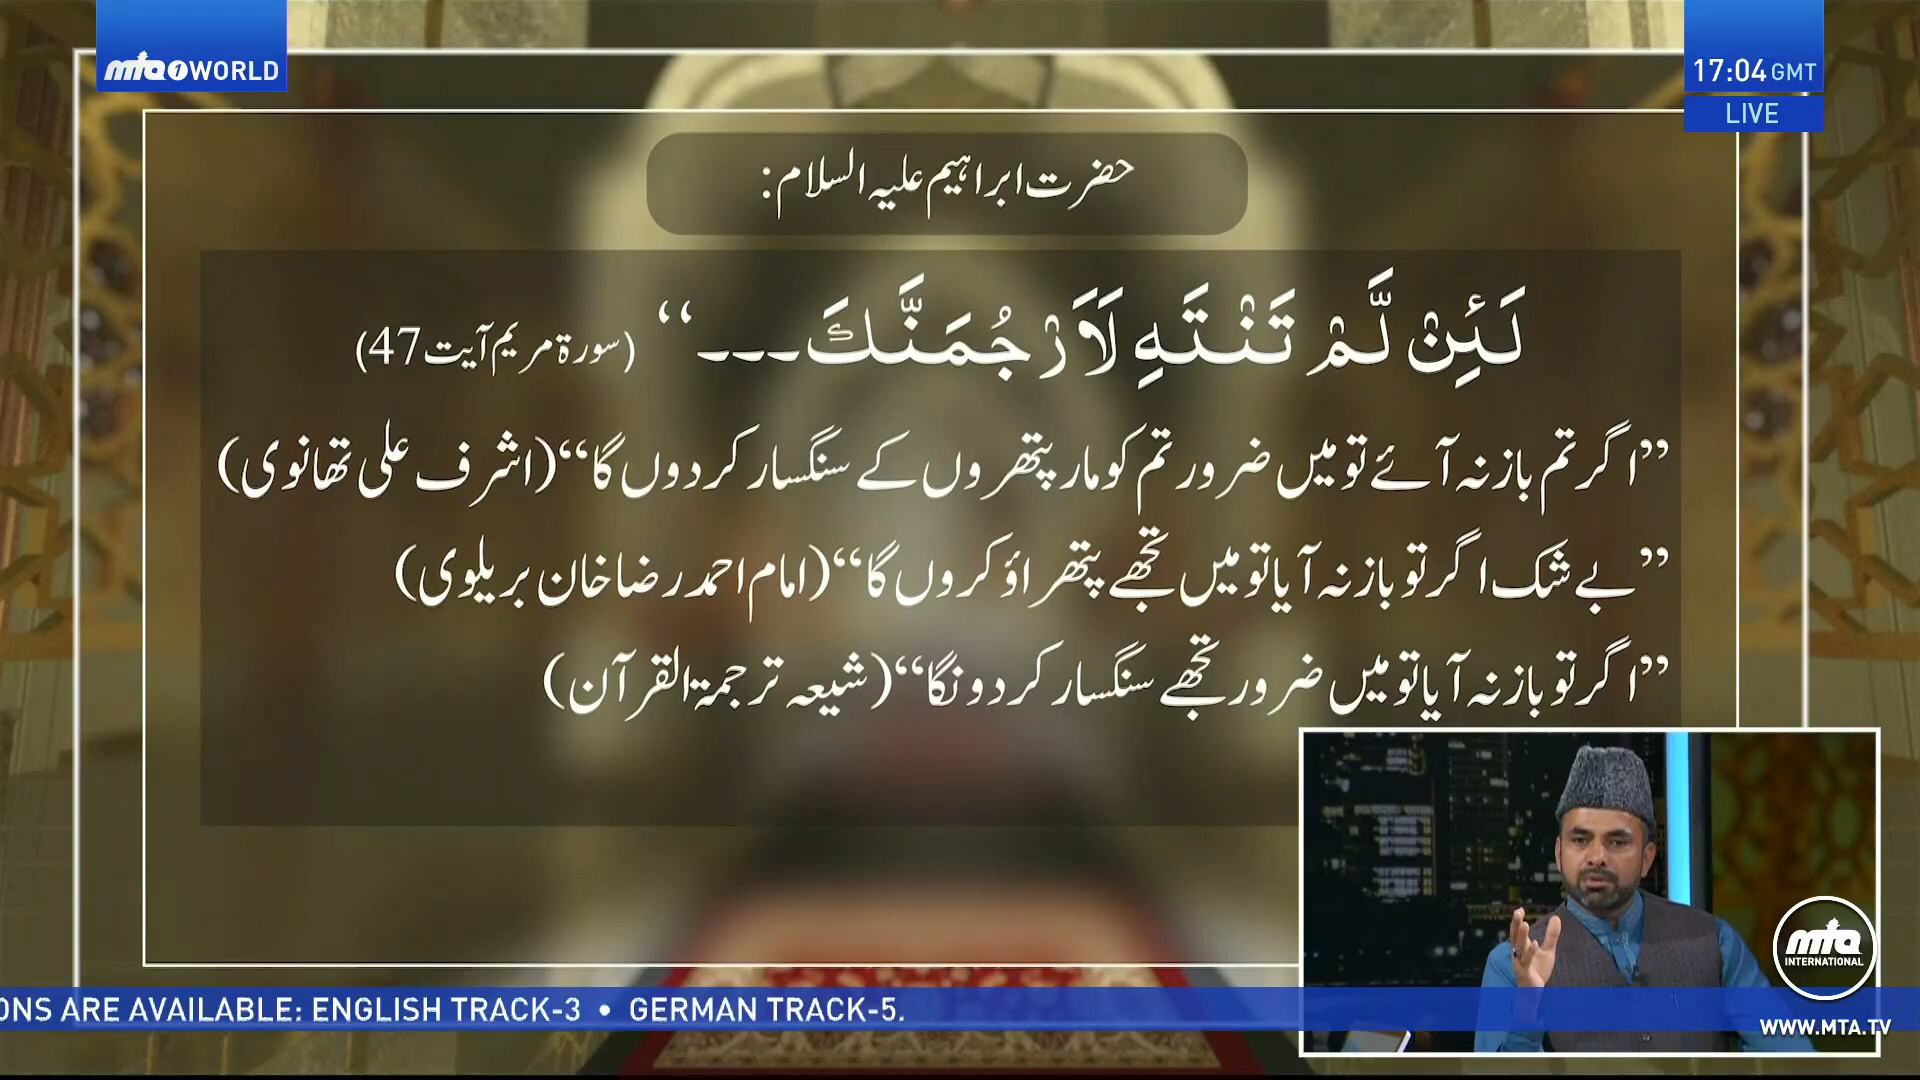 mta1 WORLD
17:04 GMT
LIVE
حضرت ابراہیم علیہ السلام:
لَئِنْ لَّمْ تَنْتَهِ لَاَرْجُمَنَّكَ۔۔۔“ (سورۃ مریم آیت 47)
”اگر تم باز نہ آئے تو میں ضرور تم کو مار پتھروں کے سنگسار کردوں گا“ (اشرف علی تھانوی)
”بے شک اگر تو باز نہ آیا تو میں تجھے پتھراؤ کروں گا“ (امام احمد رضا خان بریلوی)
”اگر تو باز نہ آیا تو میں ضرور تجھے سنگسار کردونگا“ (شیعہ ترجمۃ القرآن)
mta
INTERNATIONAL
ONS ARE AVAILABLE: ENGLISH TRACK-3 • GERMAN TRACK-5.
WWW.MTA.TV